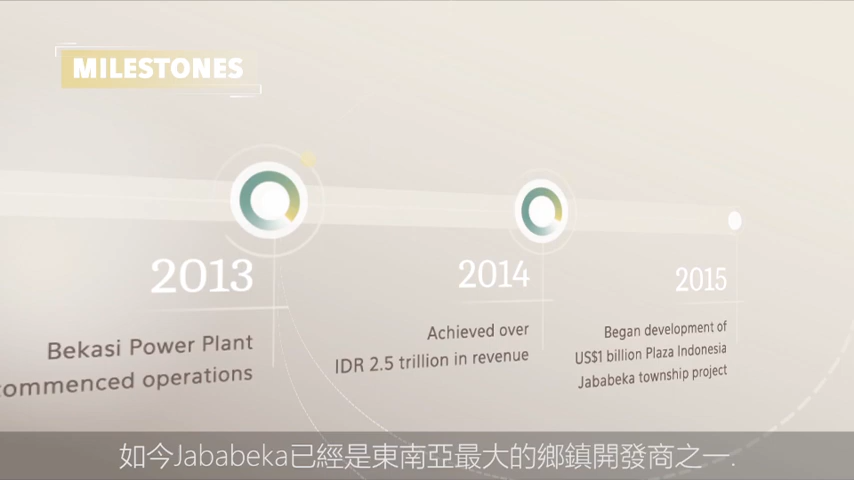 MILESTONES
2013
Bekasi Power Plant
commenced operations
2014
Achieved over
IDR 2.5 trillion in revenue
2015
Began development of
US$1 billion Plaza Indonesia
Jababeka township project
如今Jababeka已經是東南亞最大的鄉鎮開發商之一.